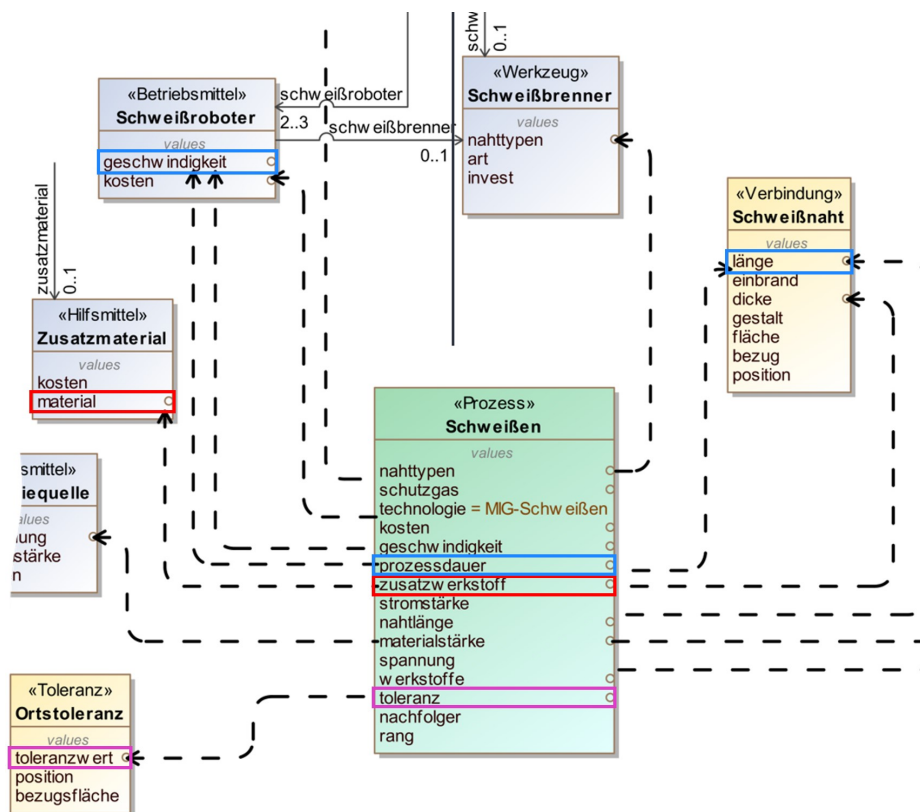 schw
0..1
«Betriebsmittel»
Schweißroboter
values
geschwindigkeit
kosten
schweißroboter
2..3
schweißbrenner
0..1
«Werkzeug»
Schweißbrenner
values
nahttypen
art
invest
«Verbindung»
Schweißnaht
values
länge
einbrand
dicke
gestalt
fläche
bezug
position
zusatzmaterial
0..1
«Hilfsmittel»
Zusatzmaterial
values
kosten
material
smittel»
iequelle
alues
ung
stärke
n
«Prozess»
Schweißen
values
nahttypen
schutzgas
technologie = MIG-Schweißen
kosten
geschwindigkeit
prozessdauer
zusatzwerkstoff
stromstärke
nahtlänge
materialstärke
spannung
werkstoffe
toleranz
nachfolger
rang
«Toleranz»
Ortstoleranz
values
toleranzwert
position
bezugsfläche